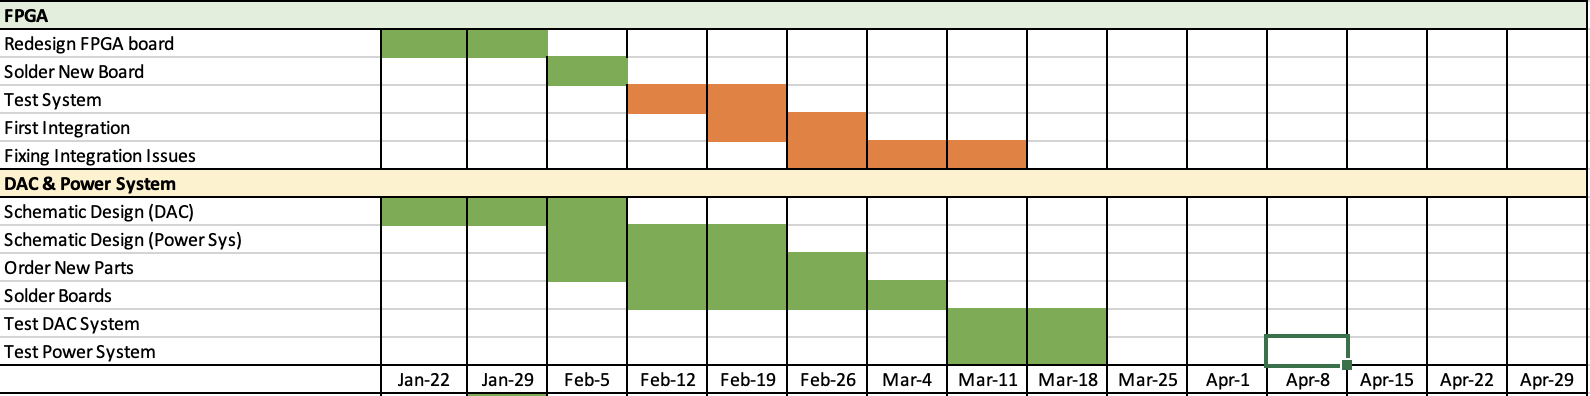 FPGA
Redesign FPGA board
Solder New Board
Test System
First Integration
Fixing Integration Issues
DAC & Power System
Schematic Design (DAC)
Schematic Design (Power Sys)
Order New Parts
Solder Boards
Test DAC System
Test Power System
Jan-22 Jan-29 Feb-5 Feb-12 Feb-19 Feb-26 Mar-4 Mar-11 Mar-18 Mar-25 Apr-1 Apr-8 Apr-15 Apr-22 Apr-29